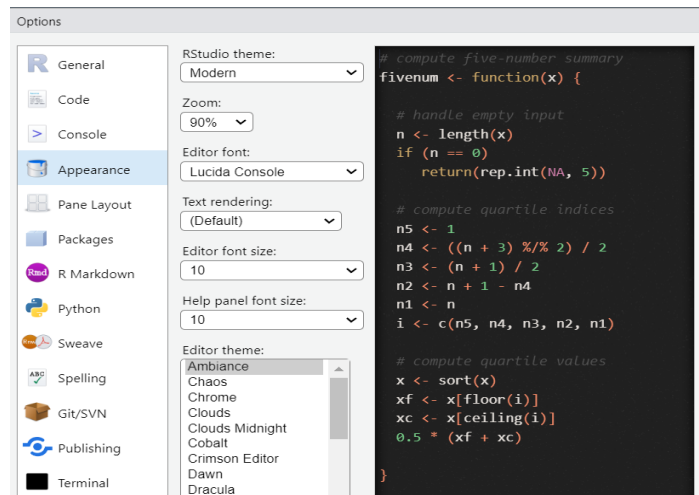 Options
R General
Code
> Console
Appearance
Pane Layout
Packages
Rmd R Markdown
Python
Sweave
ABC Spelling
Git/SVN
Publishing
Terminal
RStudio theme:
Modern
Zoom:
90%
Editor font:
Lucida Console
Text rendering:
(Default)
Editor font size:
10
Help panel font size:
10
Editor theme:
Ambiance
Chaos
Chrome
Clouds
Clouds Midnight
Cobalt
Crimson Editor
Dawn
Dracula
# compute five-number summary
fivenum <- function(x) {
# handle empty input
n <- length(x)
if (n == 0)
return(rep.int(NA, 5))
# compute quartile indices
n5 <- 1
n4 <- ((n + 3) %/% 2) / 2
n3 <- (n + 1) / 2
n2 <- n + 1 - n4
n1 <- n
i <- c(n5, n4, n3, n2, n1)
# compute quartile values
x <- sort(x)
xf <- x[floor(i)]
xc <- x[ceiling(i)]
0.5 * (xf + xc)
}